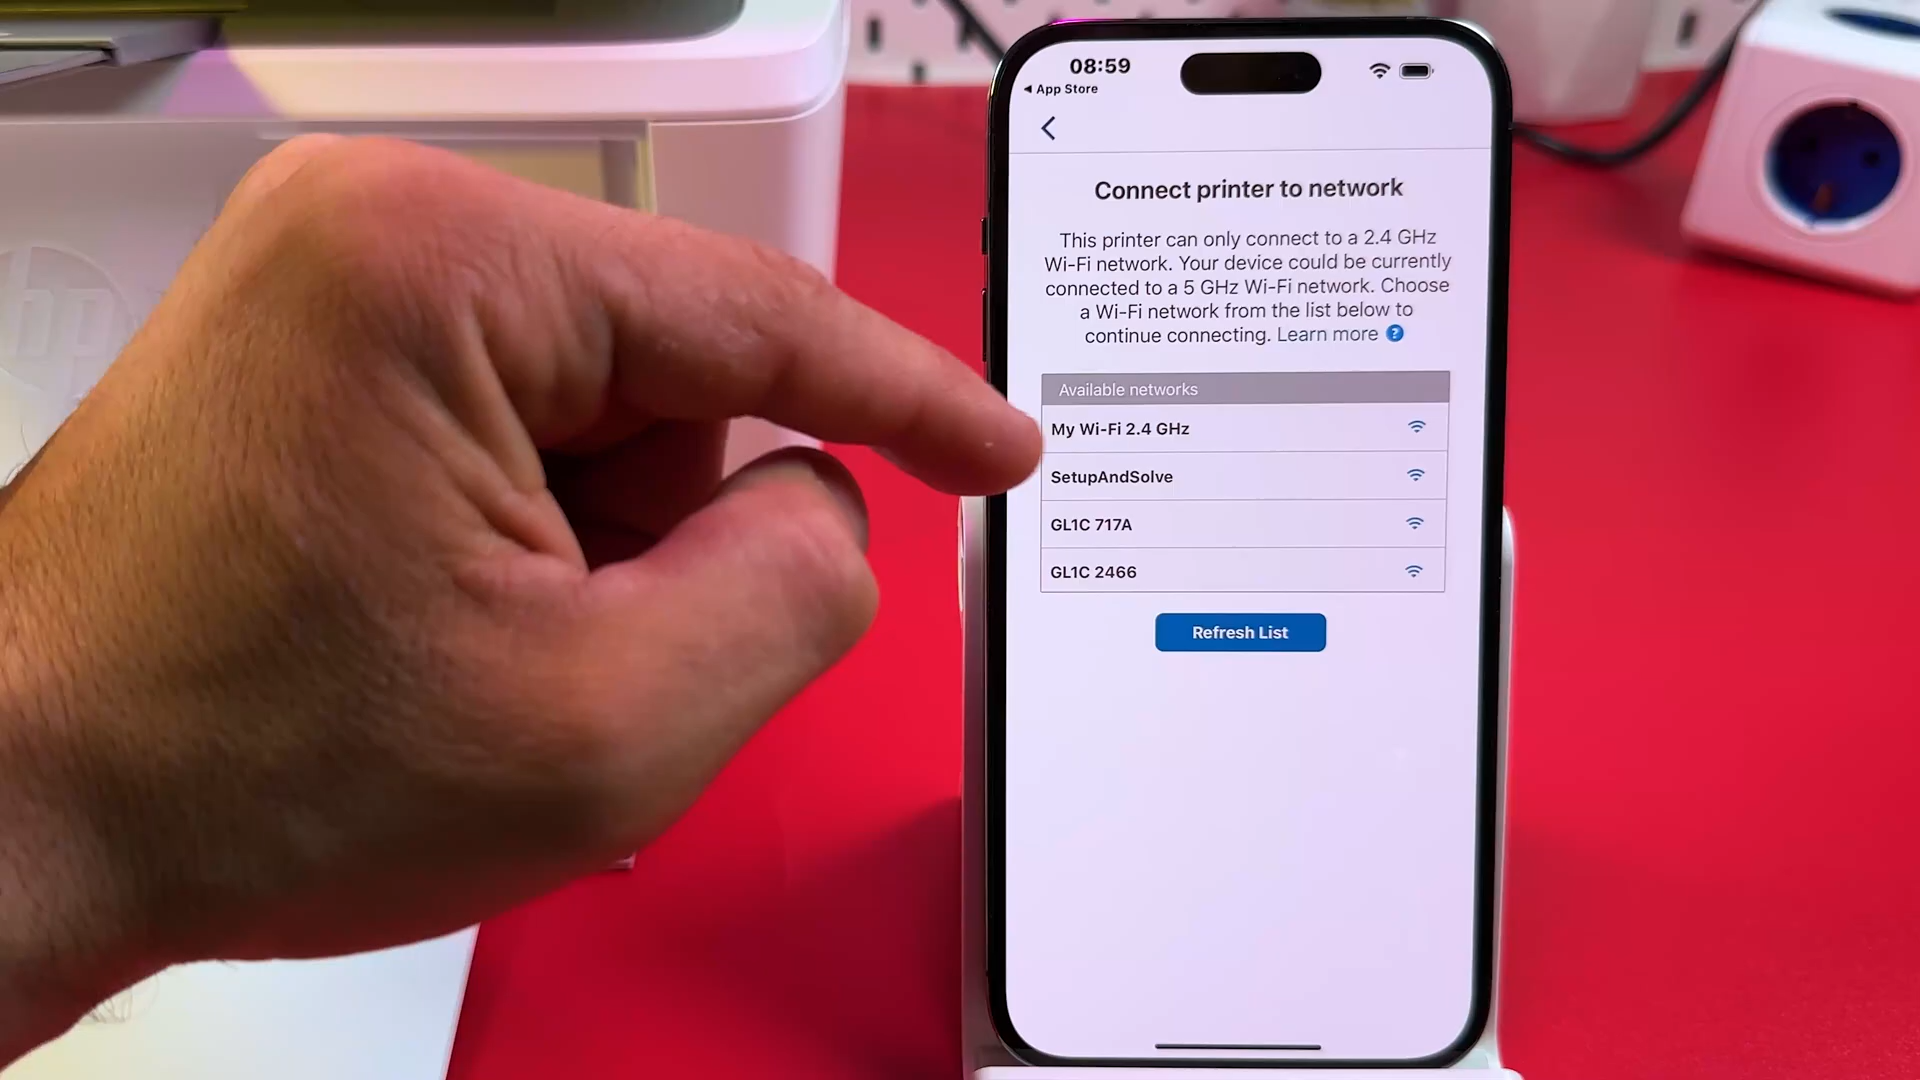 hp
08:59
◀ App Store
Connect printer to network
This printer can only connect to a 2.4 GHz
Wi-Fi network. Your device could be currently
connected to a 5 GHz Wi-Fi network. Choose
a Wi-Fi network from the list below to
continue connecting. Learn more ?
Available networks
My Wi-Fi 2.4 GHz
SetupAndSolve
GL1C 717A
GL1C 2466
Refresh List